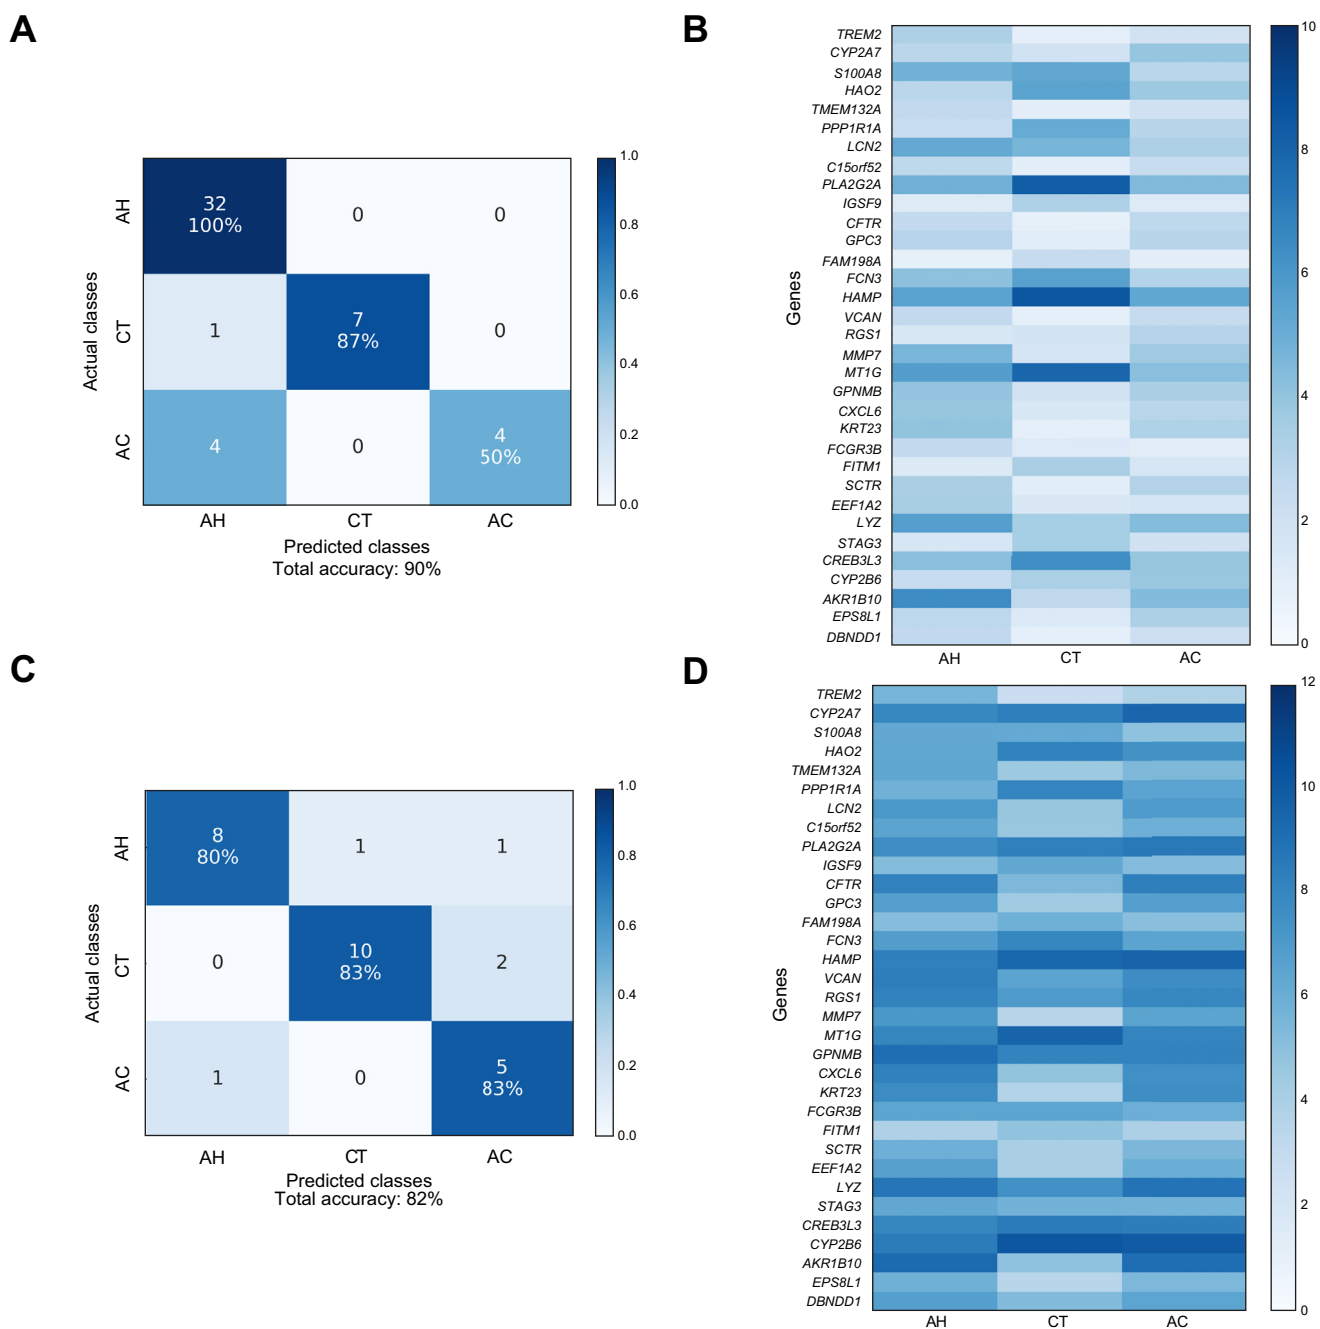 A
32
100%
0
0
1
7
87%
0
4
0
4
50%
AH
CT
AC
Actual classes
AH
CT
AC
Predicted classes
Total accuracy: 90%
1.0
0.8
0.6
0.4
0.2
0.0
B
TREM2
CYP2A7
S100A8
HAO2
TMEM132A
PPP1R1A
LCN2
C15orf52
PLA2G2A
IGSF9
CFTR
GPC3
FAM198A
FCN3
HAMP
VCAN
RGS1
MMP7
MT1G
GPNMB
CXCL6
KRT23
FCGR3B
FITM1
SCTR
EEF1A2
LYZ
STAG3
CREB3L3
CYP2B6
AKR1B10
EPS8L1
DBNDD1
Genes
AH
CT
AC
10
8
6
4
2
0
C
8
80%
1
1
0
10
83%
2
1
0
5
83%
AH
CT
AC
Actual classes
AH
CT
AC
Predicted classes
Total accuracy: 82%
1.0
0.8
0.6
0.4
0.2
0.0
D
TREM2
CYP2A7
S100A8
HAO2
TMEM132A
PPP1R1A
LCN2
C15orf52
PLA2G2A
IGSF9
CFTR
GPC3
FAM198A
FCN3
HAMP
VCAN
RGS1
MMP7
MT1G
GPNMB
CXCL6
KRT23
FCGR3B
FITM1
SCTR
EEF1A2
LYZ
STAG3
CREB3L3
CYP2B6
AKR1B10
EPS8L1
DBNDD1
Genes
AH
CT
AC
12
10
8
6
4
2
0